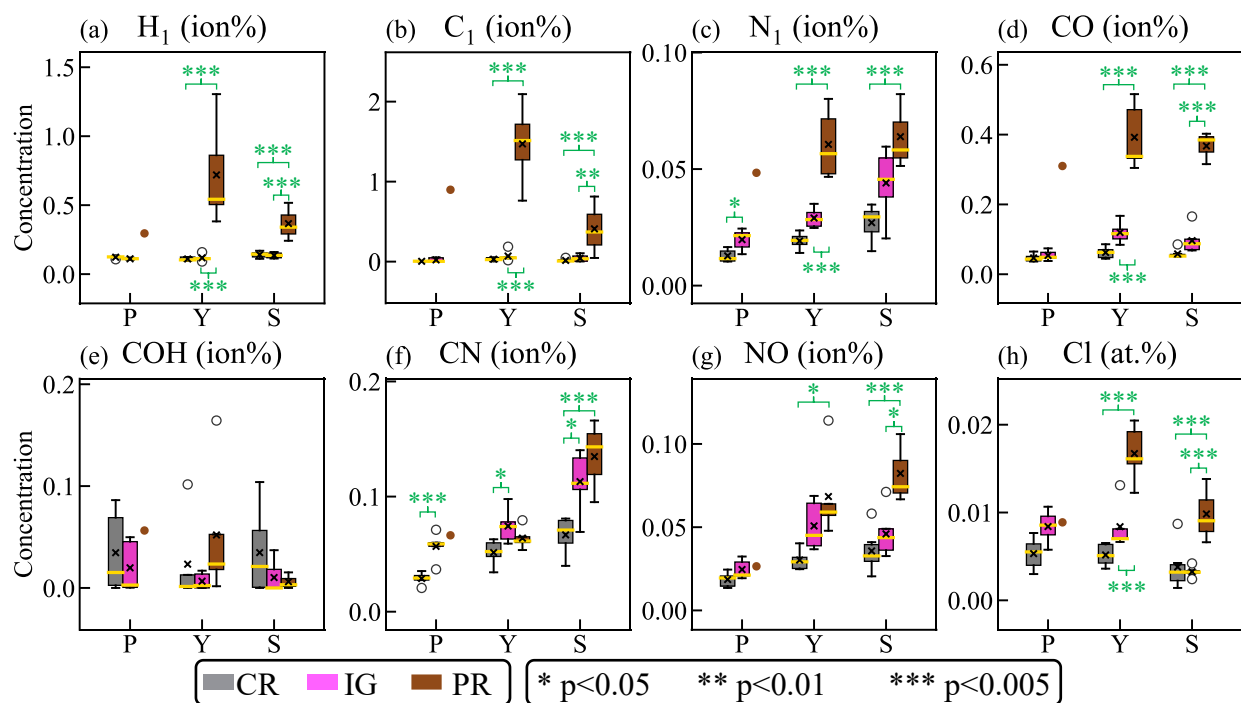 (a) H1 (ion%) (b) C1 (ion%) (c) N1 (ion%) (d) CO (ion%)
1.5
1.0
0.5
0.0
Concentration
*** *** *** ***
P Y S
2
1
0
*** *** ** ***
P Y S
0.10
0.05
0.00
* *** *** ***
P Y S
0.6
0.4
0.2
0.0
*** *** *** ***
P Y S
(e) COH (ion%) (f) CN (ion%) (g) NO (ion%) (h) Cl (at.%)
0.2
0.1
0.0
Concentration
P Y S
0.2
0.1
0.0
*** * *** *
P Y S
0.10
0.05
0.00
* *** *
P Y S
0.02
0.01
0.00
*** *** *** ***
P Y S
CR IG PR
* p<0.05 ** p<0.01 *** p<0.005